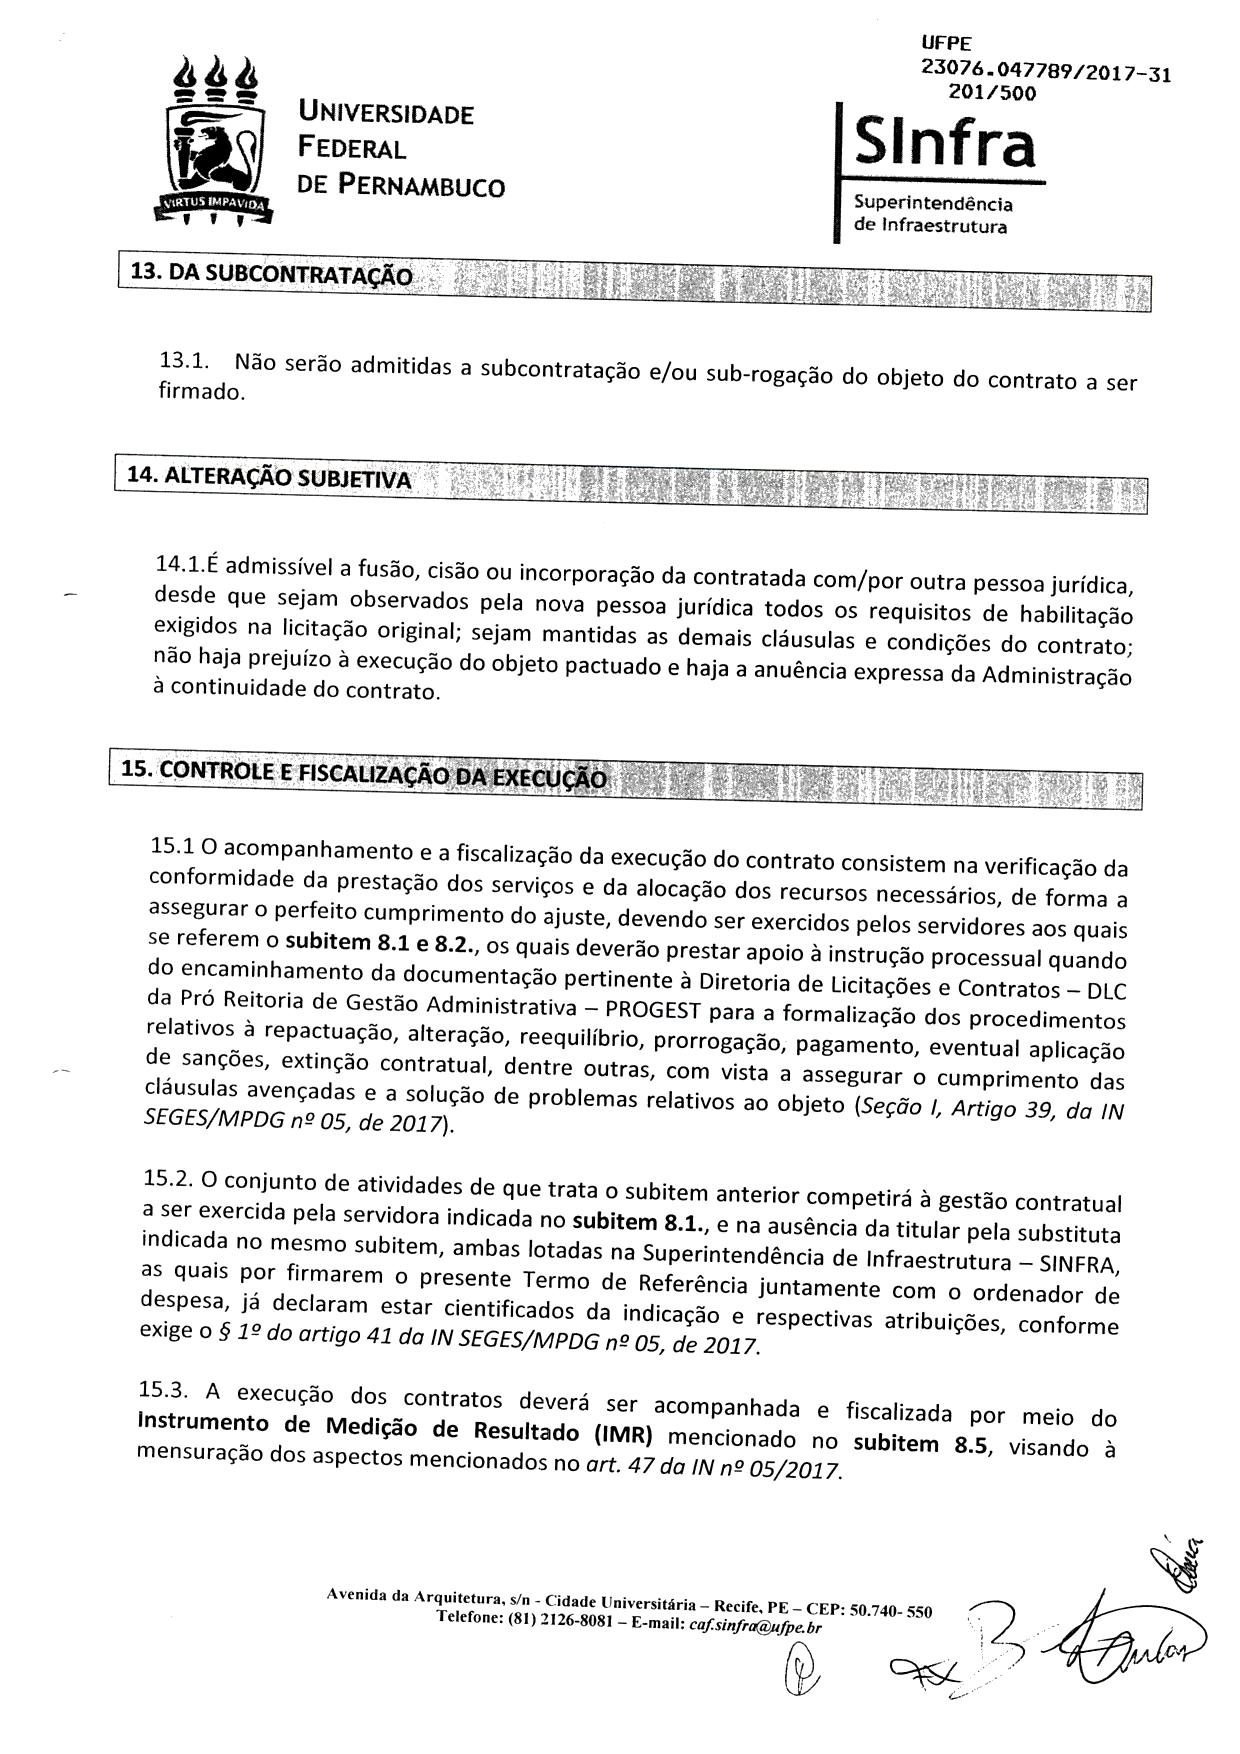 UFPE
23076.047789/2017-31
201/500
UNIVERSIDADE
FEDERAL
DE PERNAMBUCO
VIRTUS IMPAVIDA
SInfra
Superintendência
de Infraestrutura
13. DA SUBCONTRATAÇÃO
13.1. Não serão admitidas a subcontratação e/ou sub-rogação do objeto do contrato a ser
firmado.
14. ALTERAÇÃO SUBJETIVA
14.1.É admissível a fusão, cisão ou incorporação da contratada com/por outra pessoa jurídica,
desde que sejam observados pela nova pessoa jurídica todos os requisitos de habilitação
exigidos na licitação original; sejam mantidas as demais cláusulas e condições do contrato;
não haja prejuízo à execução do objeto pactuado e haja a anuência expressa da Administração
à continuidade do contrato.
15. CONTROLE E FISCALIZAÇÃO DA EXECUÇÃO
15.1 O acompanhamento e a fiscalização da execução do contrato consistem na verificação da
conformidade da prestação dos serviços e da alocação dos recursos necessários, de forma a
assegurar o perfeito cumprimento do ajuste, devendo ser exercidos pelos servidores aos quais
se referem o subitem 8.1 e 8.2., os quais deverão prestar apoio à instrução processual quando
do encaminhamento da documentação pertinente à Diretoria de Licitações e Contratos – DLC
da Pró Reitoria de Gestão Administrativa – PROGEST para a formalização dos procedimentos
relativos à repactuação, alteração, reequilíbrio, prorrogação, pagamento, eventual aplicação
de sanções, extinção contratual, dentre outras, com vista a assegurar o cumprimento das
cláusulas avençadas e a solução de problemas relativos ao objeto (Seção I, Artigo 39, da IN
SEGES/MPDG nº 05, de 2017).
15.2. O conjunto de atividades de que trata o subitem anterior competirá à gestão contratual
a ser exercida pela servidora indicada no subitem 8.1., e na ausência da titular pela substituta
indicada no mesmo subitem, ambas lotadas na Superintendência de Infraestrutura – SINFRA,
as quais por firmarem o presente Termo de Referência juntamente com o ordenador de
despesa, já declaram estar cientificados da indicação e respectivas atribuições, conforme
exige o § 1º do artigo 41 da IN SEGES/MPDG nº 05, de 2017.
15.3. A execução dos contratos deverá ser acompanhada e fiscalizada por meio do
Instrumento de Medição de Resultado (IMR) mencionado no subitem 8.5, visando à
mensuração dos aspectos mencionados no art. 47 da IN nº 05/2017.
Avenida da Arquitetura, s/n - Cidade Universitária – Recife, PE – CEP: 50.740- 550
Telefone: (81) 2126-8081 – E-mail: caf.sinfra@ufpe.br